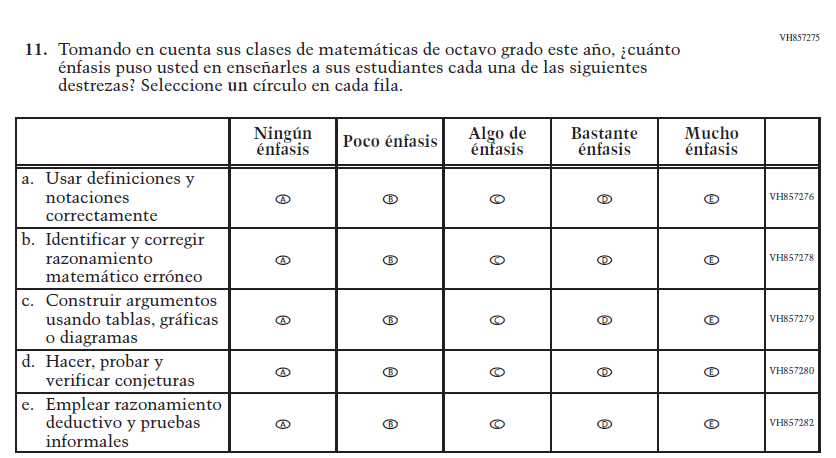 VH857275
11. Tomando en cuenta sus clases de matemáticas de octavo grado este año, ¿cuánto
énfasis puso usted en enseñarles a sus estudiantes cada una de las siguientes
destrezas? Seleccione un círculo en cada fila.
Ningún énfasis Poco énfasis Algo de énfasis Bastante énfasis Mucho énfasis
a. Usar definiciones y
notaciones
correctamente
A B C D E VH857276
b. Identificar y corregir
razonamiento
matemático erróneo
A B C D E VH857278
c. Construir argumentos
usando tablas, gráficas
o diagramas
A B C D E VH857279
d. Hacer, probar y
verificar conjeturas
A B C D E VH857280
e. Emplear razonamiento
deductivo y pruebas
informales
A B C D E VH857282